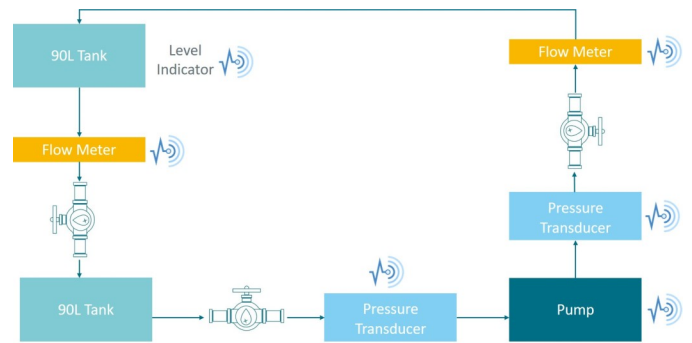 90L Tank
Level
Indicator
Flow Meter
Flow Meter
Pressure
Transducer
90L Tank
Pressure
Transducer
Pump